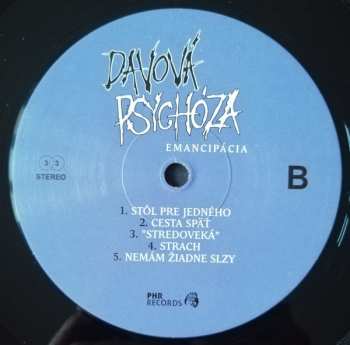 DAVOVÁ
PSYCHÓZA
EMANCIPÁCIA
33
STEREO
B
1. STÔL PRE JEDNÉHO
2. CESTA SPÄŤ
3. "STREDOVEKÁ"
4. STRACH
5. NEMÁM ŽIADNE SLZY
PHR
RECORDS